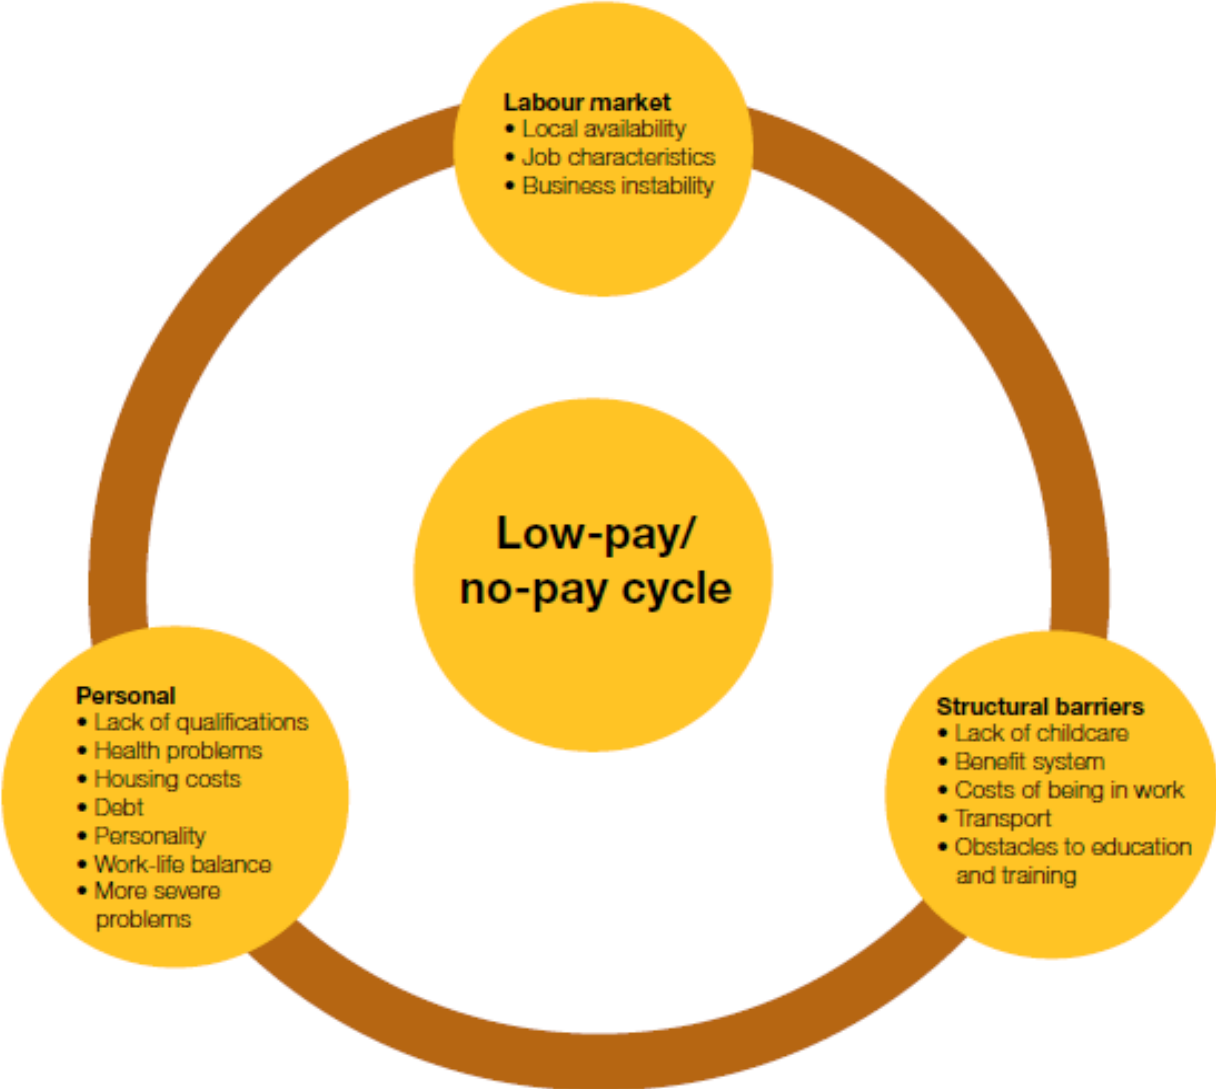 Labour market
• Local availability
• Job characteristics
• Business instability
Low-pay/
no-pay cycle
Personal
• Lack of qualifications
• Health problems
• Housing costs
• Debt
• Personality
• Work-life balance
• More severe
problems
Structural barriers
• Lack of childcare
• Benefit system
• Costs of being in work
• Transport
• Obstacles to education
and training